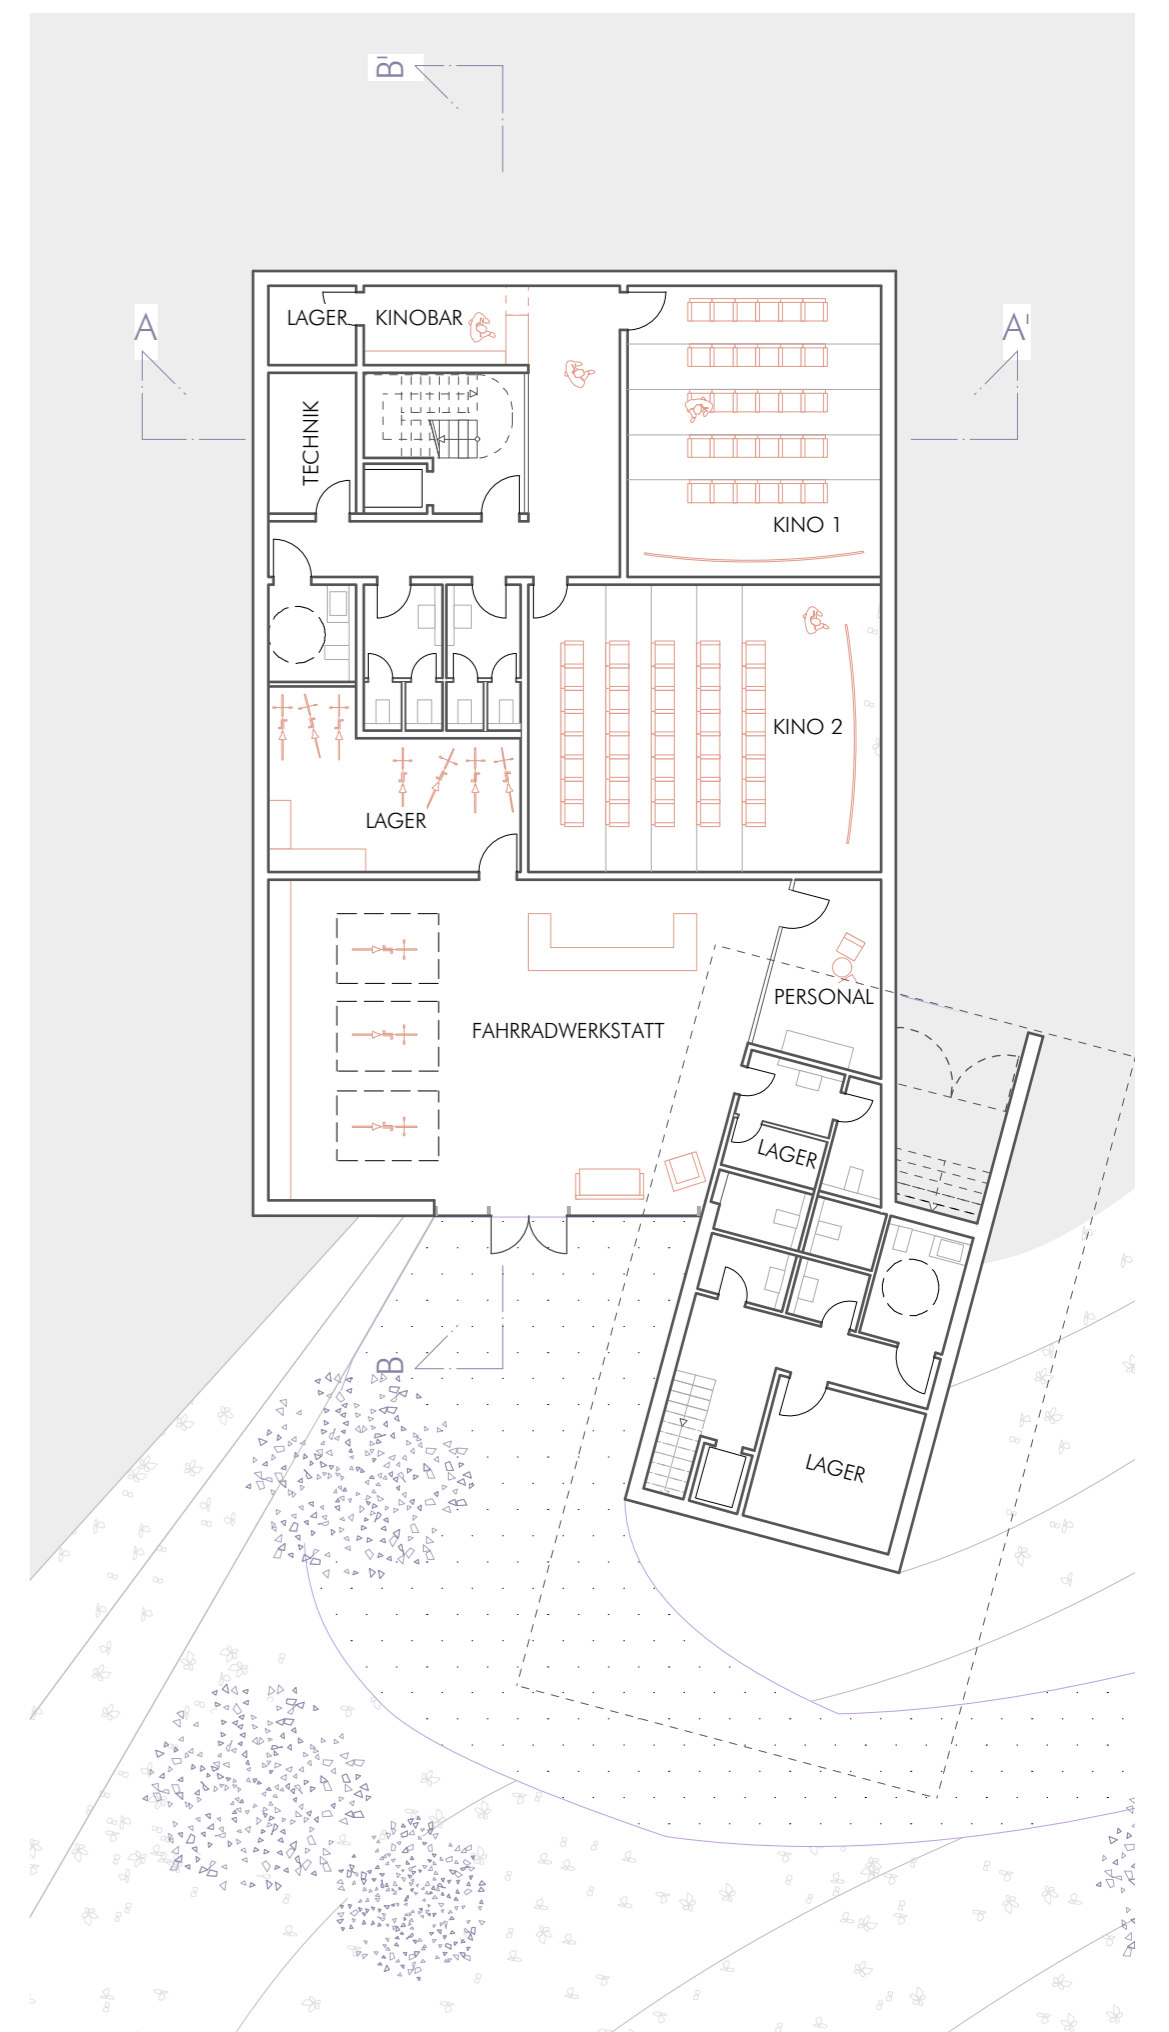 B'
LAGER
KINOBAR
A
A'
TECHNIK
KINO 1
KINO 2
LAGER
PERSONAL
FAHRRADWERKSTATT
LAGER
B
LAGER